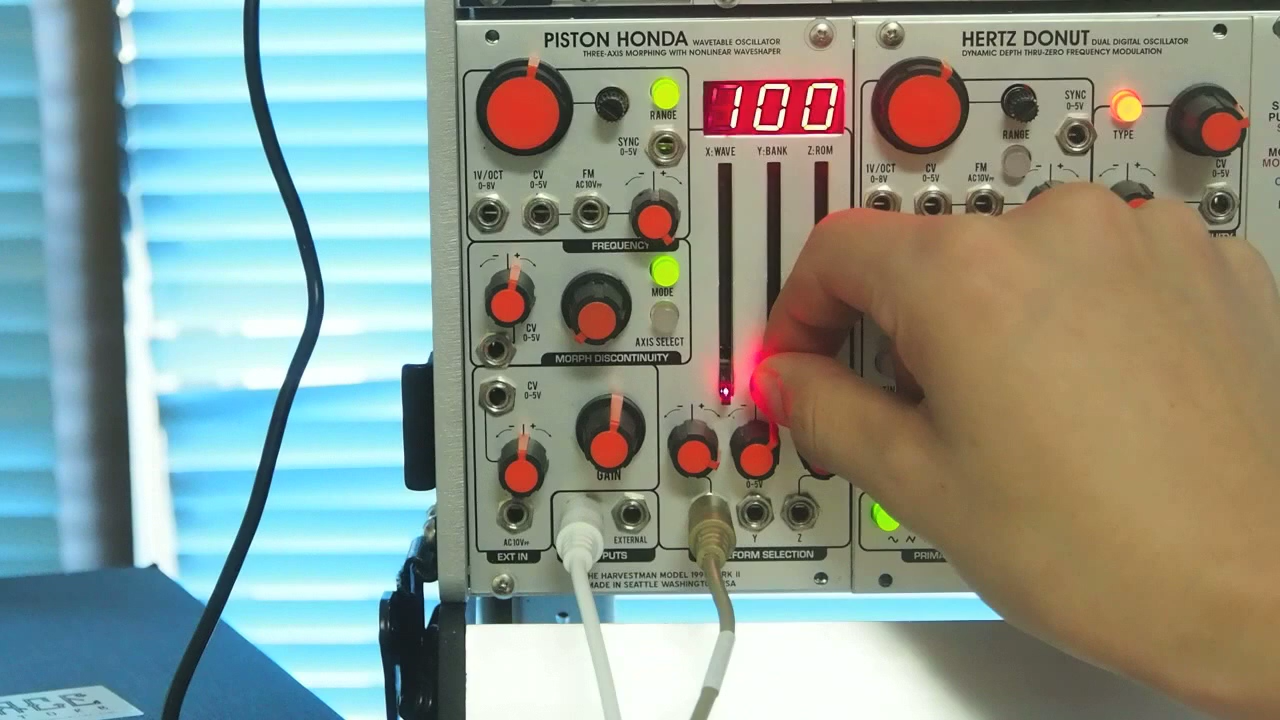 PISTON HONDA WAVETABLE OSCILLATOR
THREE-AXIS MORPHING WITH NONLINEAR WAVESHAPER
RANGE
100
SYNC
0-5V
X:WAVE Y:BANK Z:ROM
1V/OCT
0-8V
CV
0-5V
FM
AC10Vpp
- +
FREQUENCY
- +
MODE
CV
0-5V
AXIS SELECT
MORPH DISCONTINUITY
CV
0-5V
- +
- +
GAIN
0-5V
Y Z
AC10Vpp
EXTERNAL
EXT IN
SELECTION
THE HARVESTMAN MODEL
MADE IN SEATTLE
HERTZ DONUT DUAL DIGITAL OSCILLATOR
DYNAMIC DEPTH THRU-ZERO FREQUENCY MODULATION
SYNC
0-5V
RANGE
TYPE
1V/OCT
0-8V
CV
0-5V
FM
AC10Vpp
- +
- +
CV
0-5V